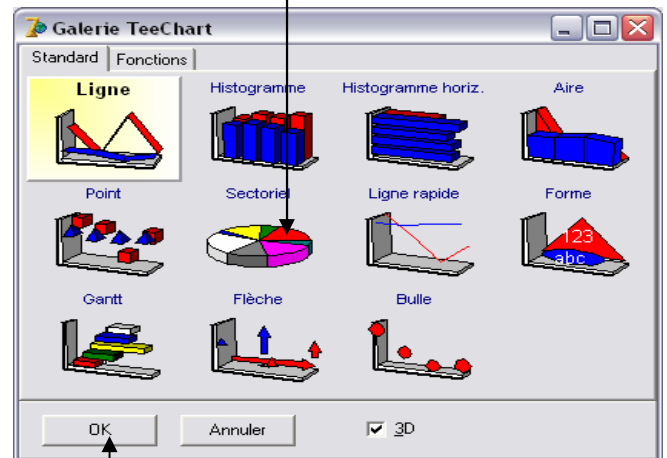 Galerie TeeChart
Standard Fonctions
Ligne Histogramme Histogramme horiz. Aire
Point Sectoriel Ligne rapide Forme
123
abc
Gantt Flèche Bulle
OK Annuler 3D